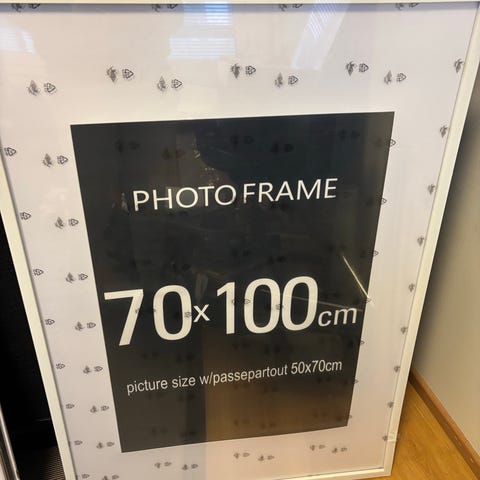 PHOTO FRAME
70x100cm
picture size w/passepartout 50x70cm